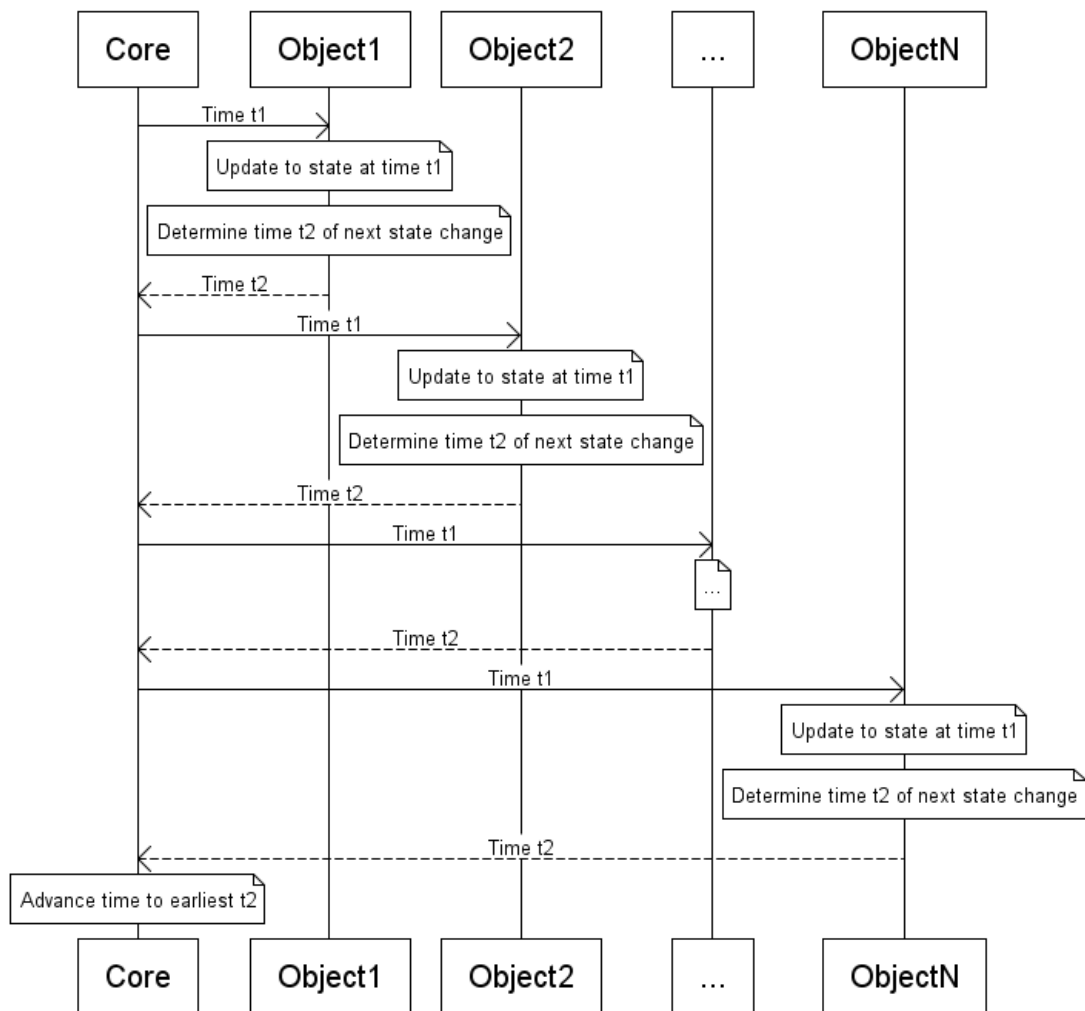 Core Object1 Object2 ... ObjectN
Time t1
Update to state at time t1
Determine time t2 of next state change
Time t2
Time t1
Update to state at time t1
Determine time t2 of next state change
Time t2
Time t1
...
Time t2
Time t1
Update to state at time t1
Determine time t2 of next state change
Time t2
Advance time to earliest t2
Core Object1 Object2 ... ObjectN